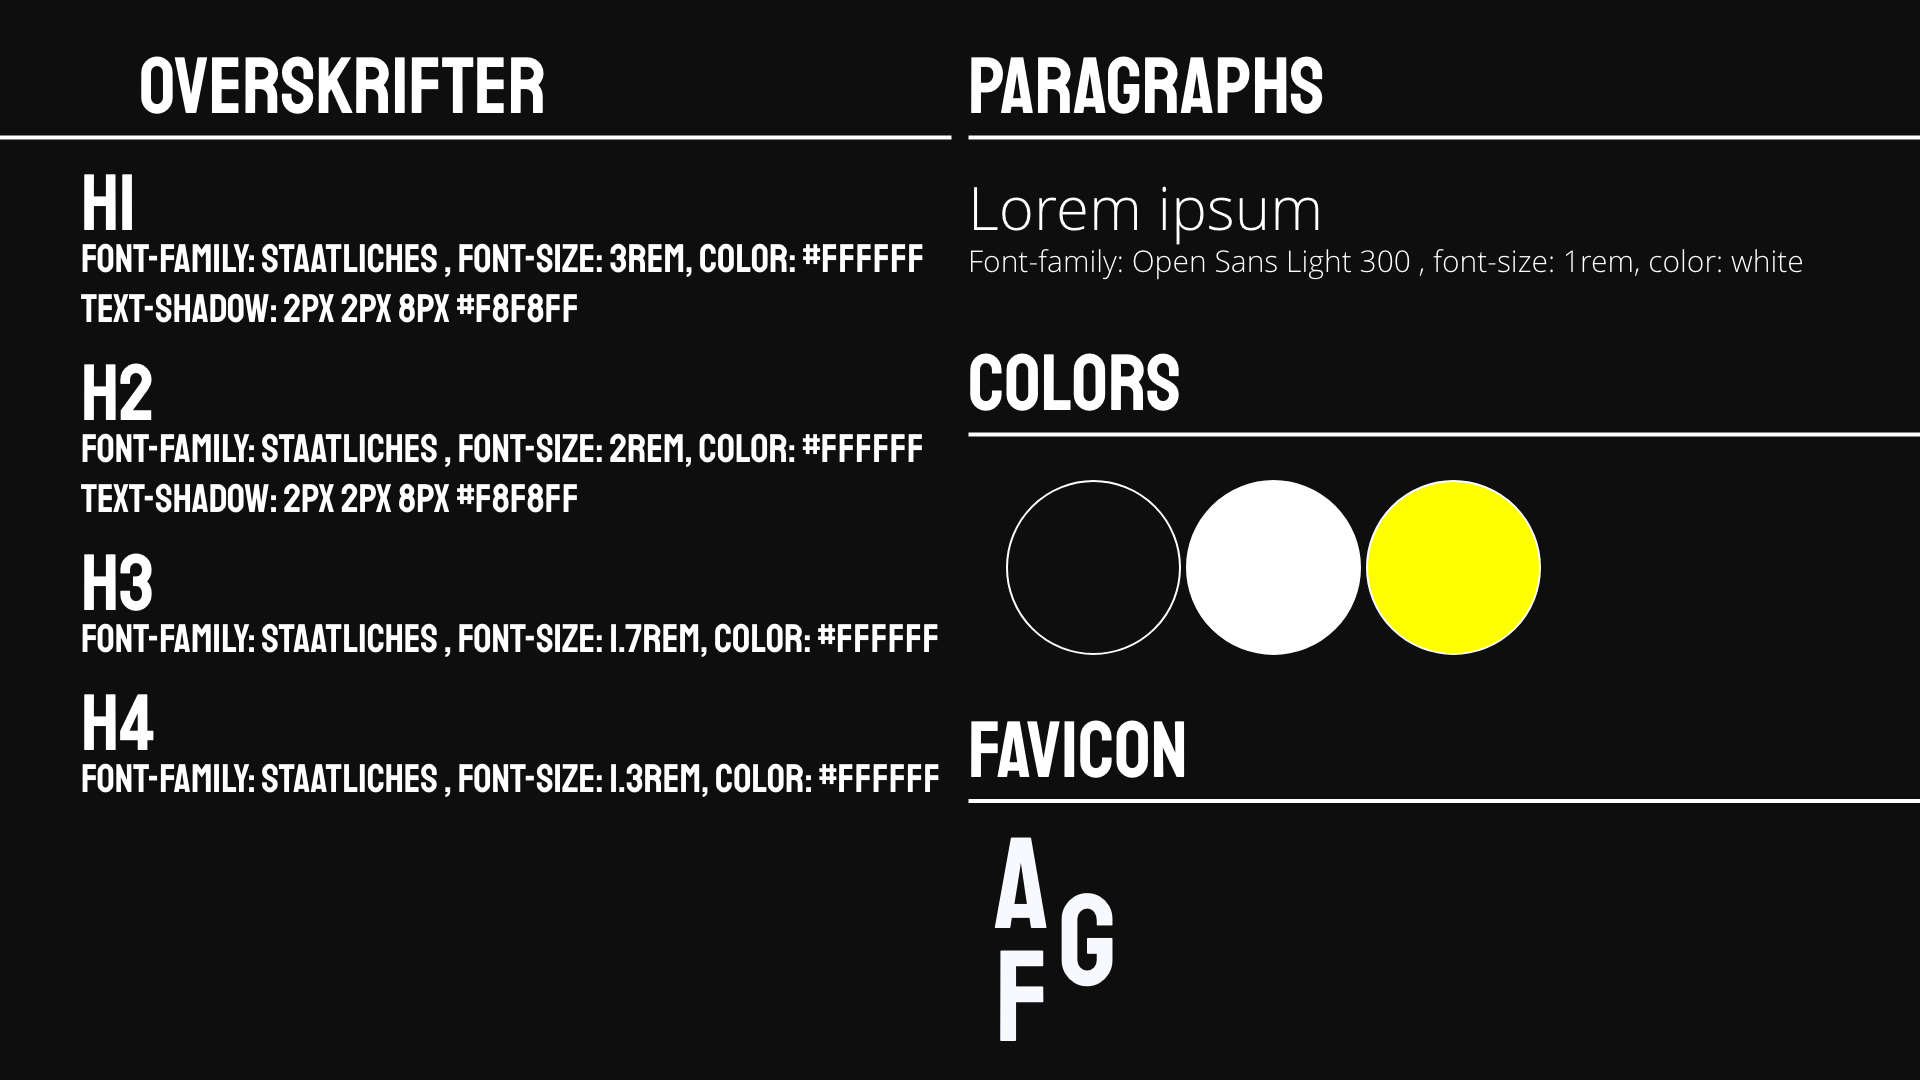 OVERSKRIFTER
H1
FONT-FAMILY: STAATLICHES , FONT-SIZE: 3REM, COLOR: #FFFFFF
TEXT-SHADOW: 2PX 2PX 8PX #F8F8FF
H2
FONT-FAMILY: STAATLICHES , FONT-SIZE: 2REM, COLOR: #FFFFFF
TEXT-SHADOW: 2PX 2PX 8PX #F8F8FF
H3
FONT-FAMILY: STAATLICHES , FONT-SIZE: 1.7REM, COLOR: #FFFFFF
H4
FONT-FAMILY: STAATLICHES , FONT-SIZE: 1.3REM, COLOR: #FFFFFF
PARAGRAPHS
Lorem ipsum
Font-family: Open Sans Light 300 , font-size: 1rem, color: white
COLORS
FAVICON
A
G
F